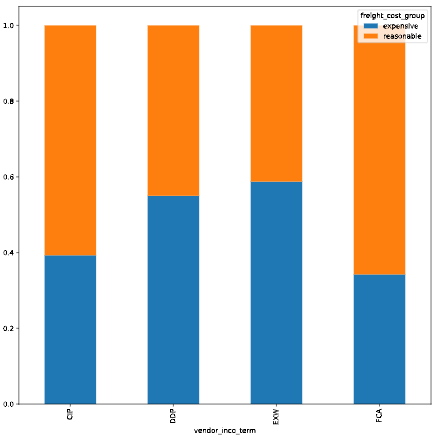 freight_cost_group
expensive
reasonable
1.0
0.8
0.6
0.4
0.2
0.0
CIP
DDP
EXW
FCA
vendor_inco_term